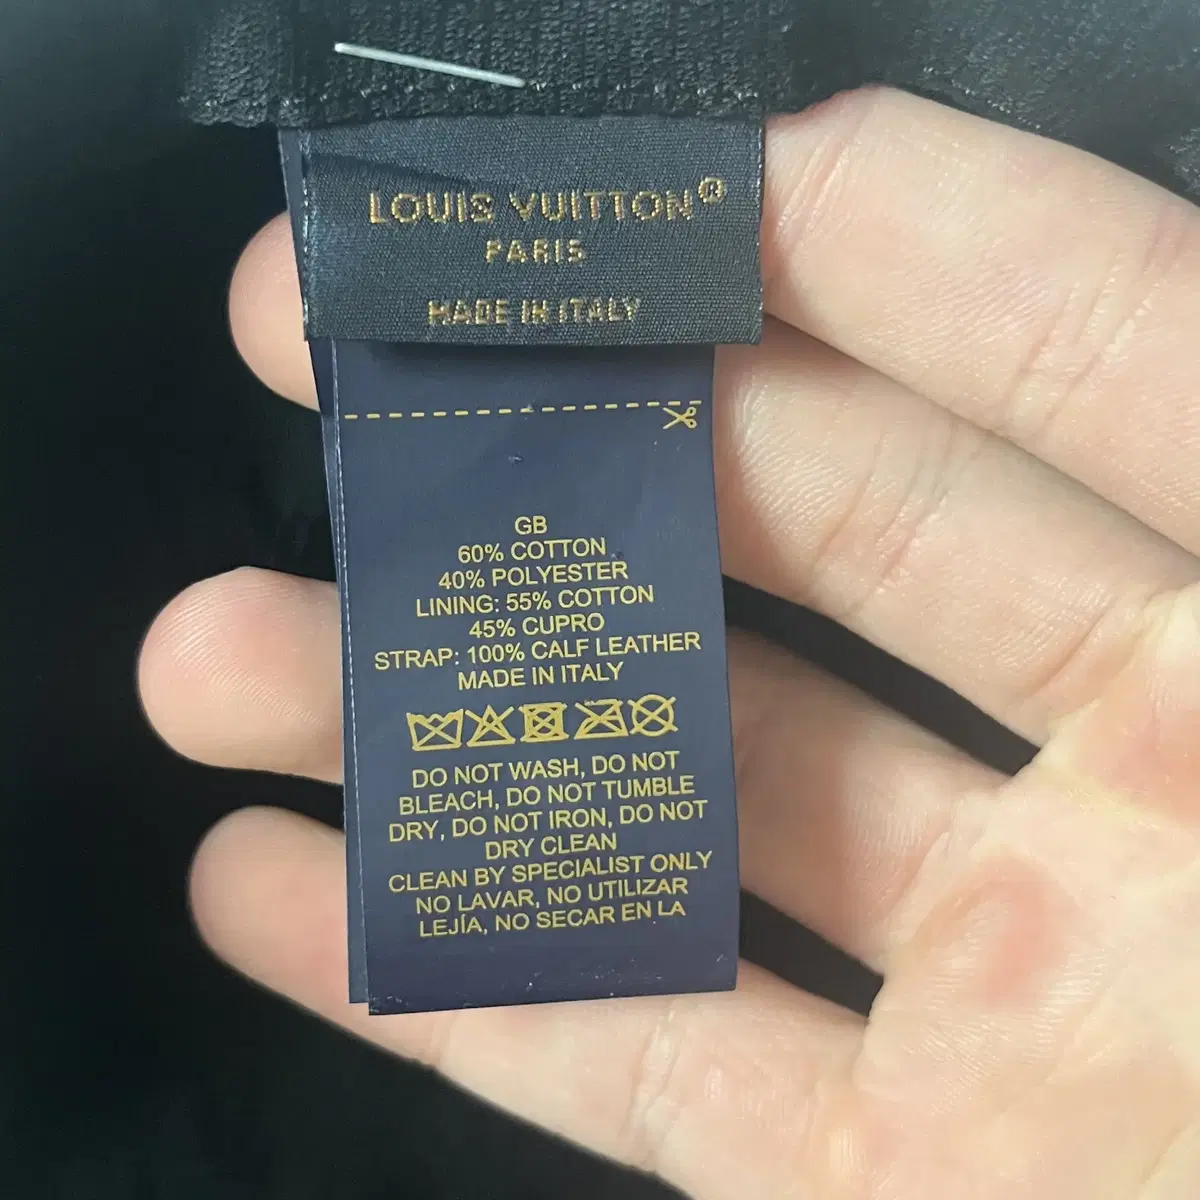 LOUIS VUITTON®
PARIS
MADE IN ITALY
GB
60% COTTON
40% POLYESTER
LINING: 55% COTTON
45% CUPRO
STRAP: 100% CALF LEATHER
MADE IN ITALY
DO NOT WASH, DO NOT
BLEACH, DO NOT TUMBLE
DRY, DO NOT IRON, DO NOT
DRY CLEAN
CLEAN BY SPECIALIST ONLY
NO LAVAR, NO UTILIZAR
LEJÍA, NO SECAR EN LA